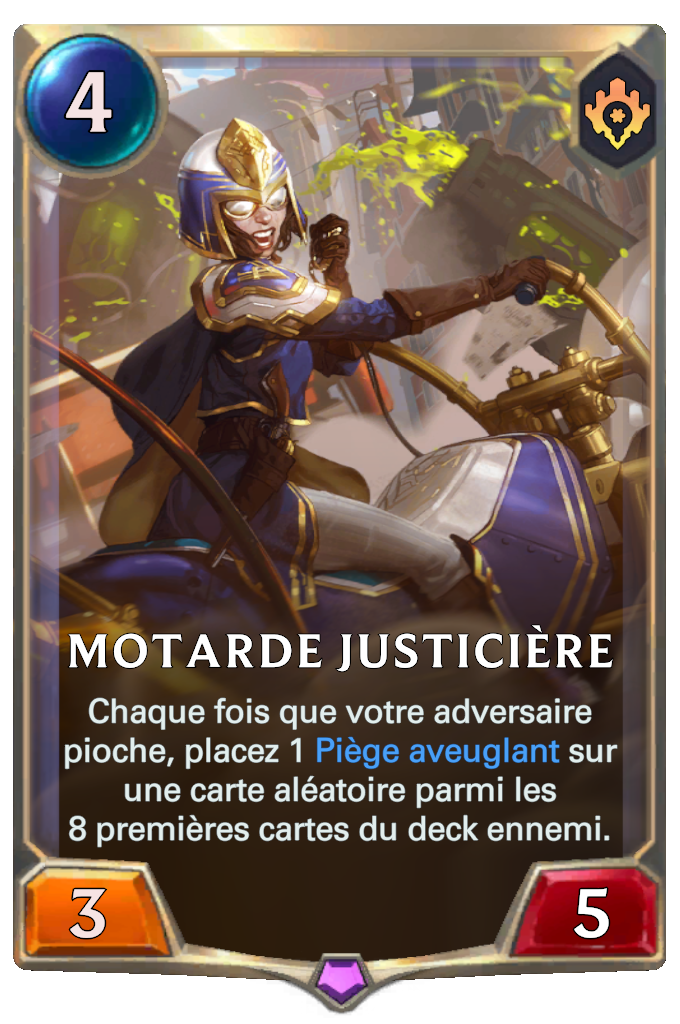 4
MOTARDE JUSTICIÈRE
Chaque fois que votre adversaire
pioche, placez 1 Piège aveuglant sur
une carte aléatoire parmi les
8 premières cartes du deck ennemi.
3
5